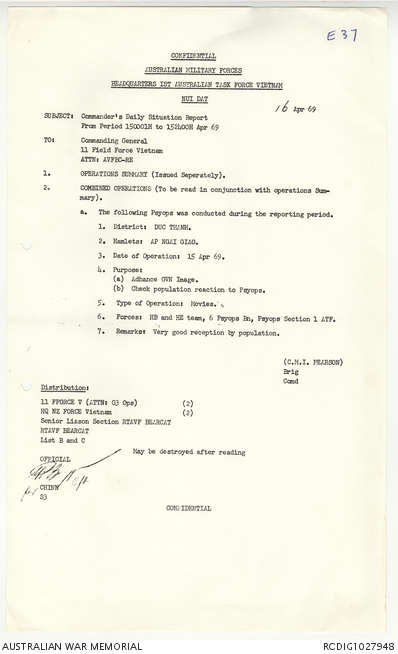 E37
CONFIDENTIAL
AUSTRALIAN MILITARY FORCES
HEADQUARTERS 1ST AUSTRALIAN TASK FORCE VIETNAM
NUI DAT
16 Apr 69
SUBJECT: Commander's Daily Situation Report
From Period 150001H to 152400H Apr 69
TO: Commanding General
11 Field Force Vietnam
ATTN: AVFBC-RE
1. OPERATIONS SUMMARY (Issued Seperately).
2. COMBINED OPERATIONS (To be read in conjunction with operations Sum-
mary).
a. The following Psyops was conducted during the reporting period.
1. District: DUC THANH.
2. Hamlets: AP NGAI GIAO.
3. Date of Operation: 15 Apr 69.
4. Purpose:
(a) Advance GVN Image.
(b) Check population reaction to Psyops.
5. Type of Operation: Movies.
6. Forces: HB and HE team, 6 Psyops Bn, Psyops Section 1 ATF.
7. Remarks: Very good reception by population.
(C.M.I. PEARSON)
Brig
Comd
Distribution:
11 FFORCE V (ATTN: G3 Ops) (2)
HQ NZ FORCE Vietnam (2)
Senior Liason Section RTAVF BEARCAT
RTAVF BEARCAT
List B and C
May be destroyed after reading
OFFICIAL
CHINN
S3
CONFIDENTIAL
AUSTRALIAN WAR MEMORIAL
RCDIG1027948